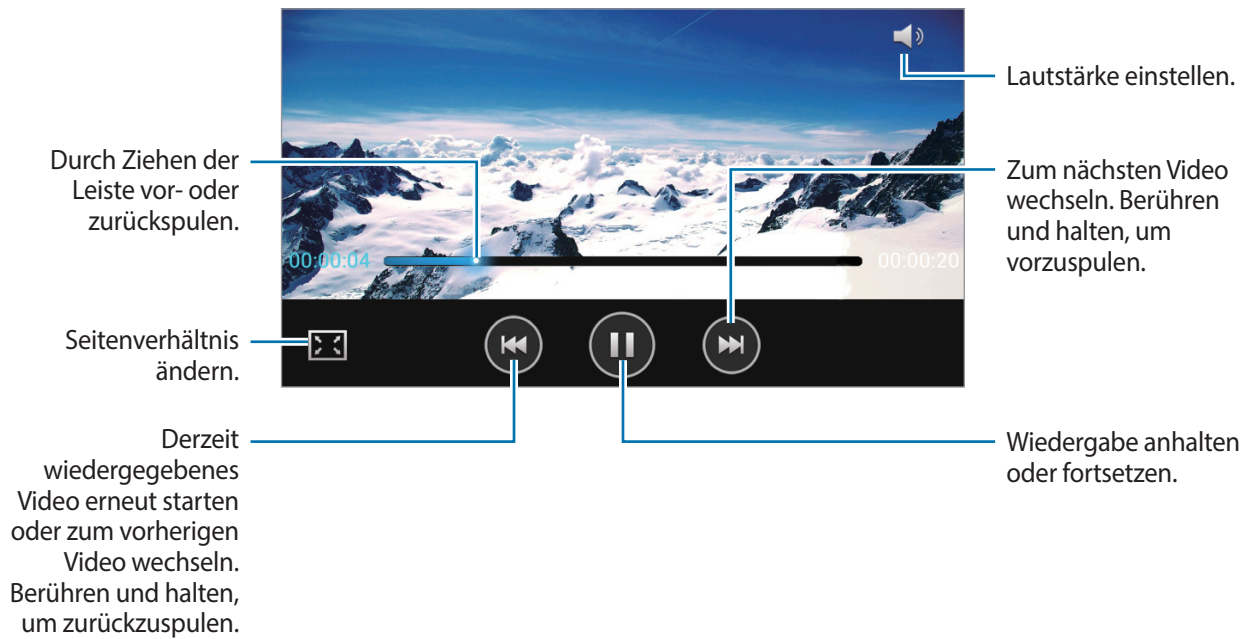 Lautstärke einstellen.
Durch Ziehen der
Leiste vor- oder
zurückspulen.
Zum nächsten Video
wechseln. Berühren
und halten, um
vorzuspulen.
00:00:04
00:00:20
Seitenverhältnis
ändern.
Derzeit
wiedergegebenes
Video erneut starten
oder zum vorherigen
Video wechseln.
Berühren und halten,
um zurückzuspulen.
Wiedergabe anhalten
oder fortsetzen.